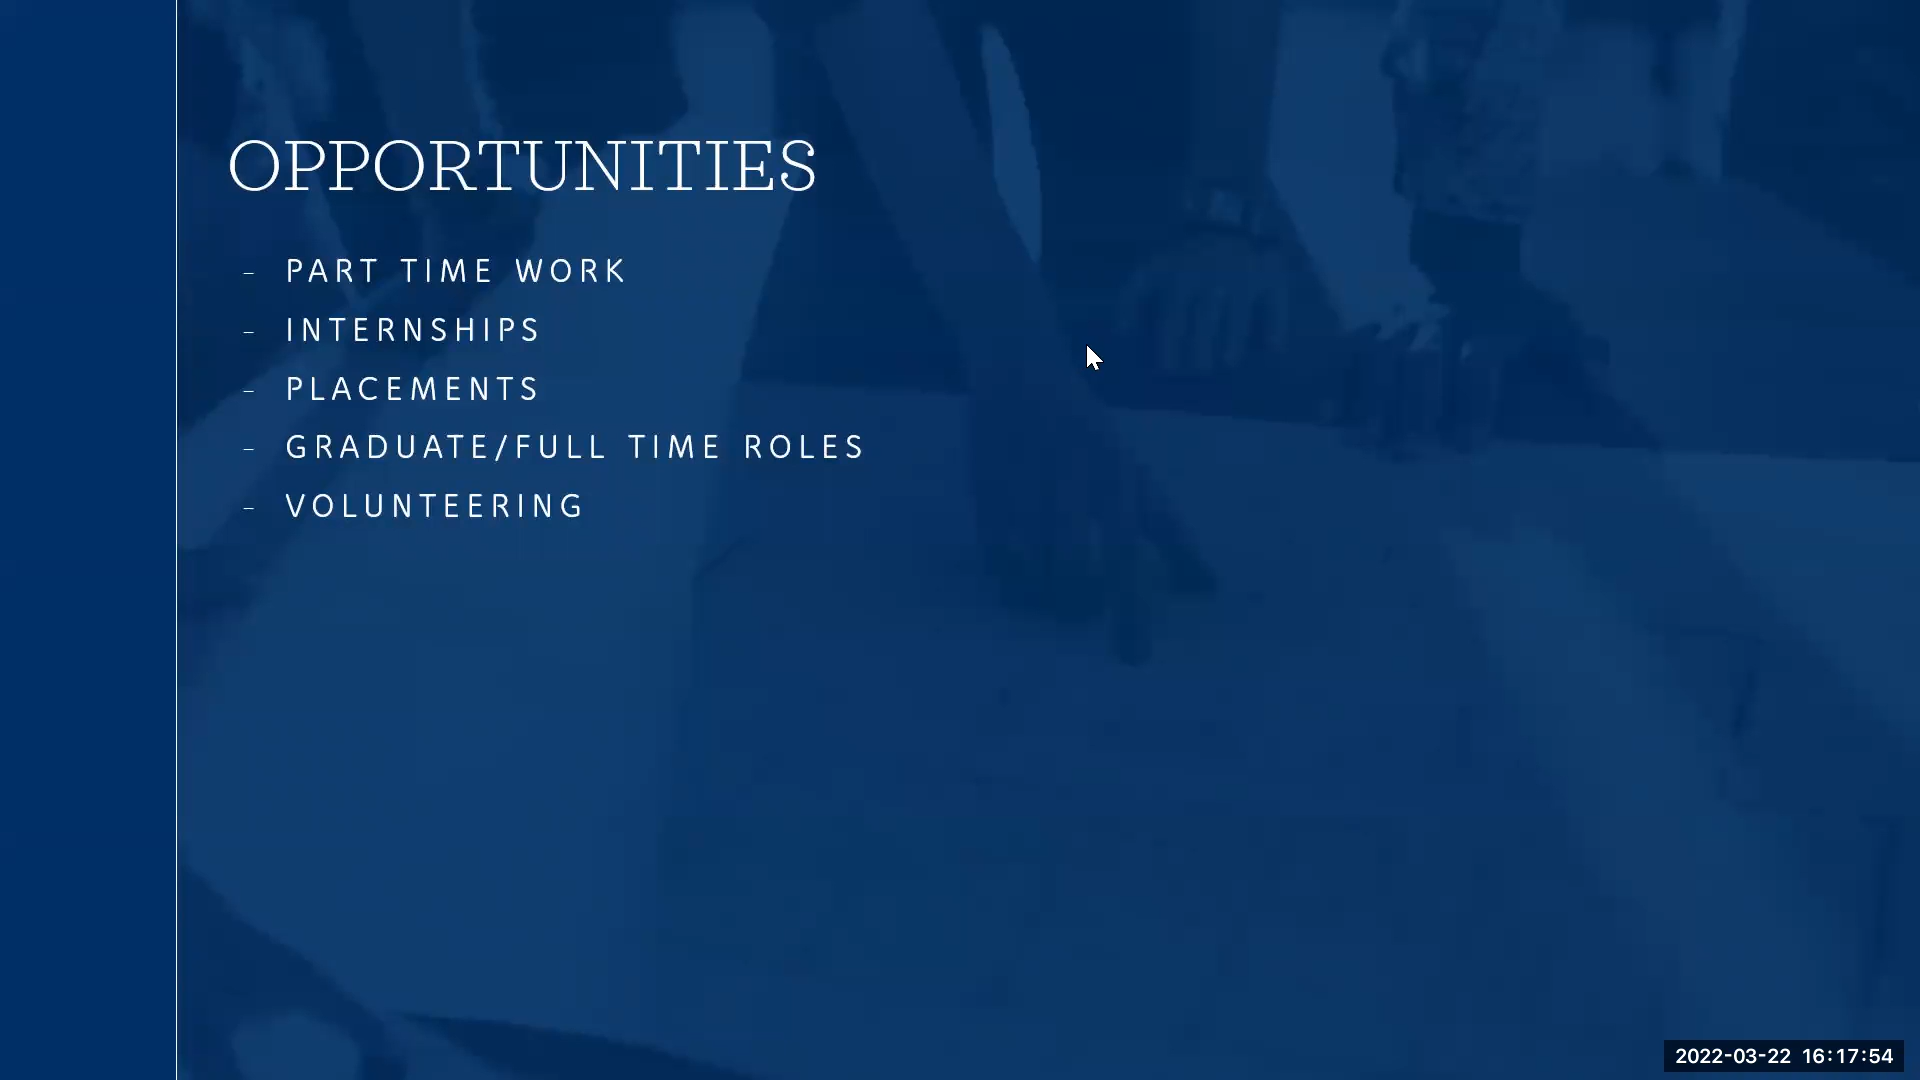 OPPORTUNITIES
- PART TIME WORK
- INTERNSHIPS
- PLACEMENTS
- GRADUATE/FULL TIME ROLES
- VOLUNTEERING
2022-03-22 16:17:54